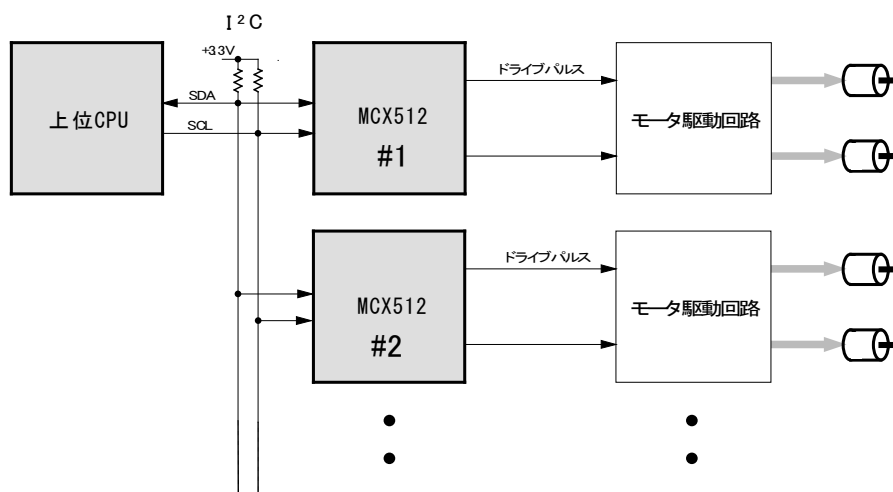 I²C
+3.3V
上位CPU
SDA
SCL
MCX512
#1
ドライブパルス
モータ駆動回路
MCX512
#2
ドライブパルス
モータ駆動回路